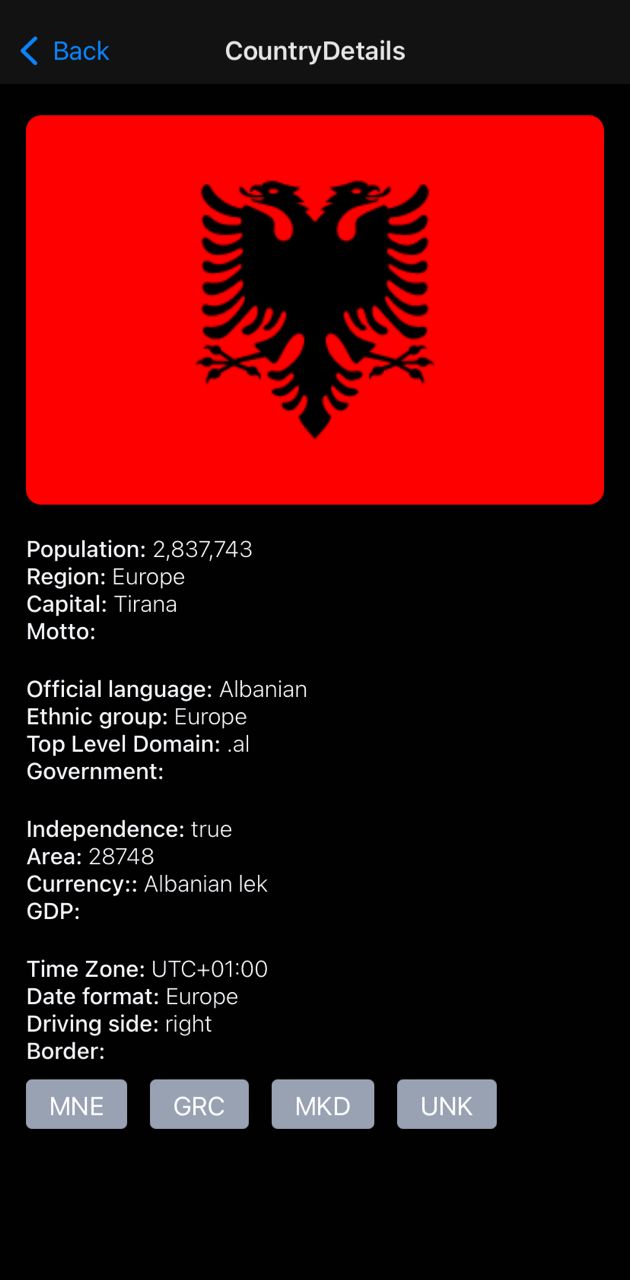 Back
CountryDetails
Population: 2,837,743
Region: Europe
Capital: Tirana
Motto:
Official language: Albanian
Ethnic group: Europe
Top Level Domain: .al
Government:
Independence: true
Area: 28748
Currency:: Albanian lek
GDP:
Time Zone: UTC+01:00
Date format: Europe
Driving side: right
Border:
MNE GRC MKD UNK